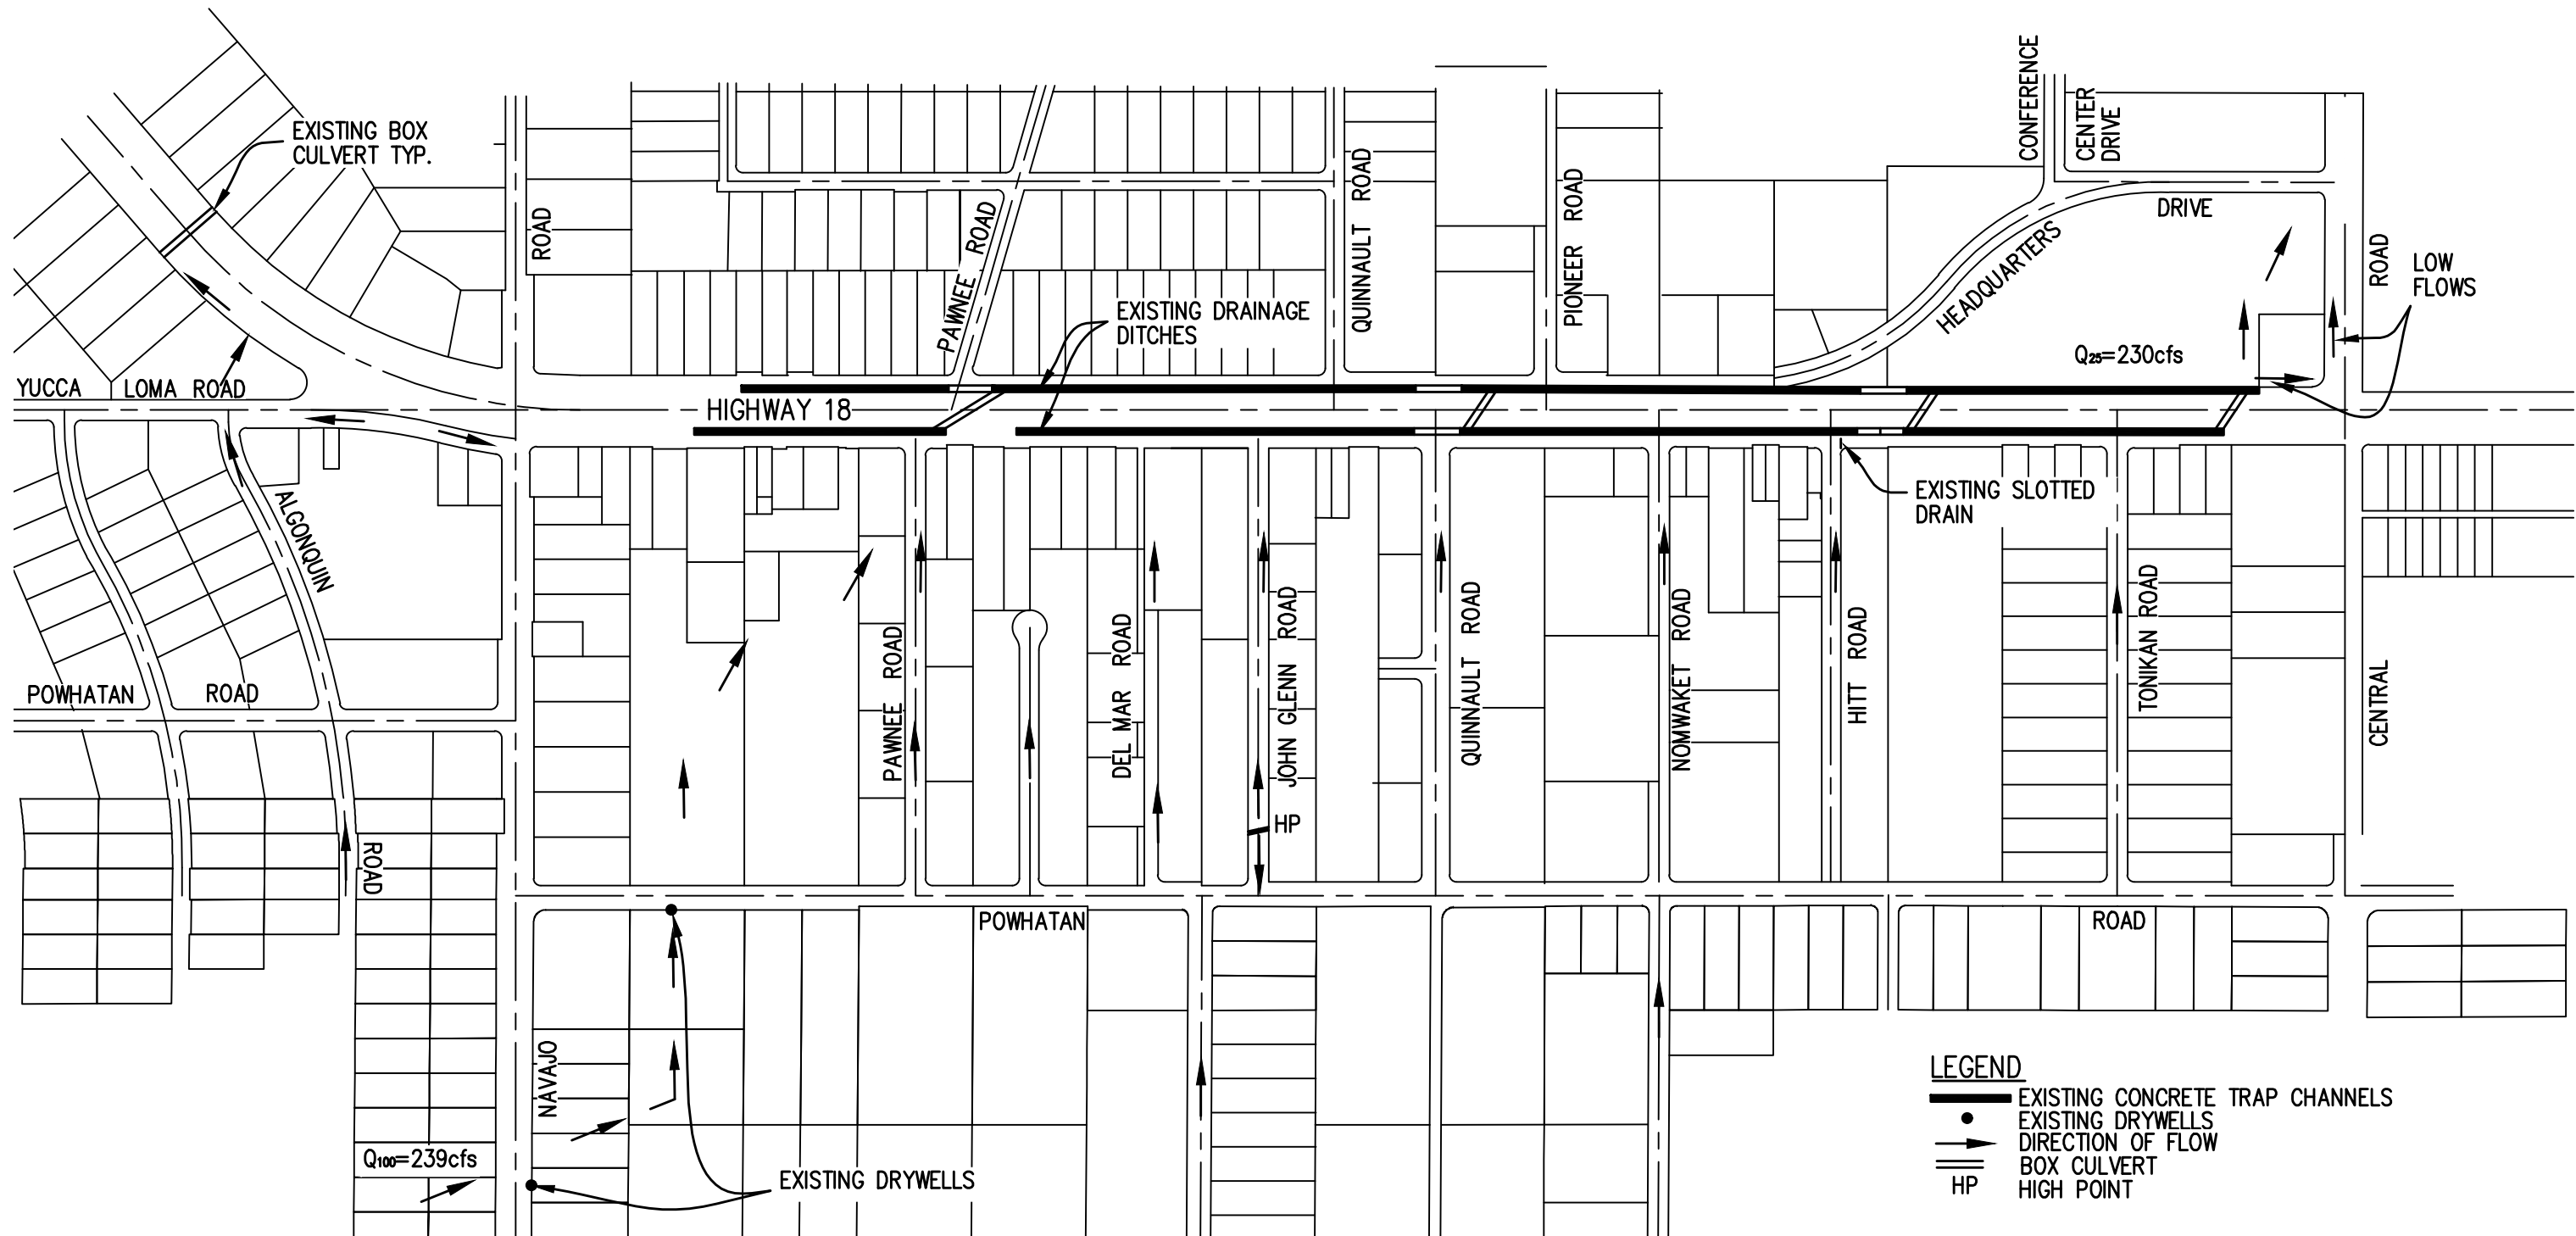 CONFERENCE
CENTER
DRIVE
EXISTING BOX
CULVERT TYP.
ROAD
PAWNEE ROAD
QUINNAULT ROAD
PIONEER ROAD
DRIVE
HEADQUARTERS
ROAD
LOW
FLOWS
EXISTING DRAINAGE
DITCHES
Q25=230cfs
YUCCA LOMA ROAD
HIGHWAY 18
EXISTING SLOTTED
DRAIN
ALGONQUIN
ROAD
POWHATAN ROAD
PAWNEE ROAD
DEL MAR ROAD
JOHN GLENN ROAD
HP
QUINNAULT ROAD
NOMWAKET ROAD
HITT ROAD
TONIKAN ROAD
CENTRAL
POWHATAN
ROAD
NAVAJO
Q100=239cfs
EXISTING DRYWELLS
LEGEND
EXISTING CONCRETE TRAP CHANNELS
EXISTING DRYWELLS
DIRECTION OF FLOW
BOX CULVERT
HP HIGH POINT